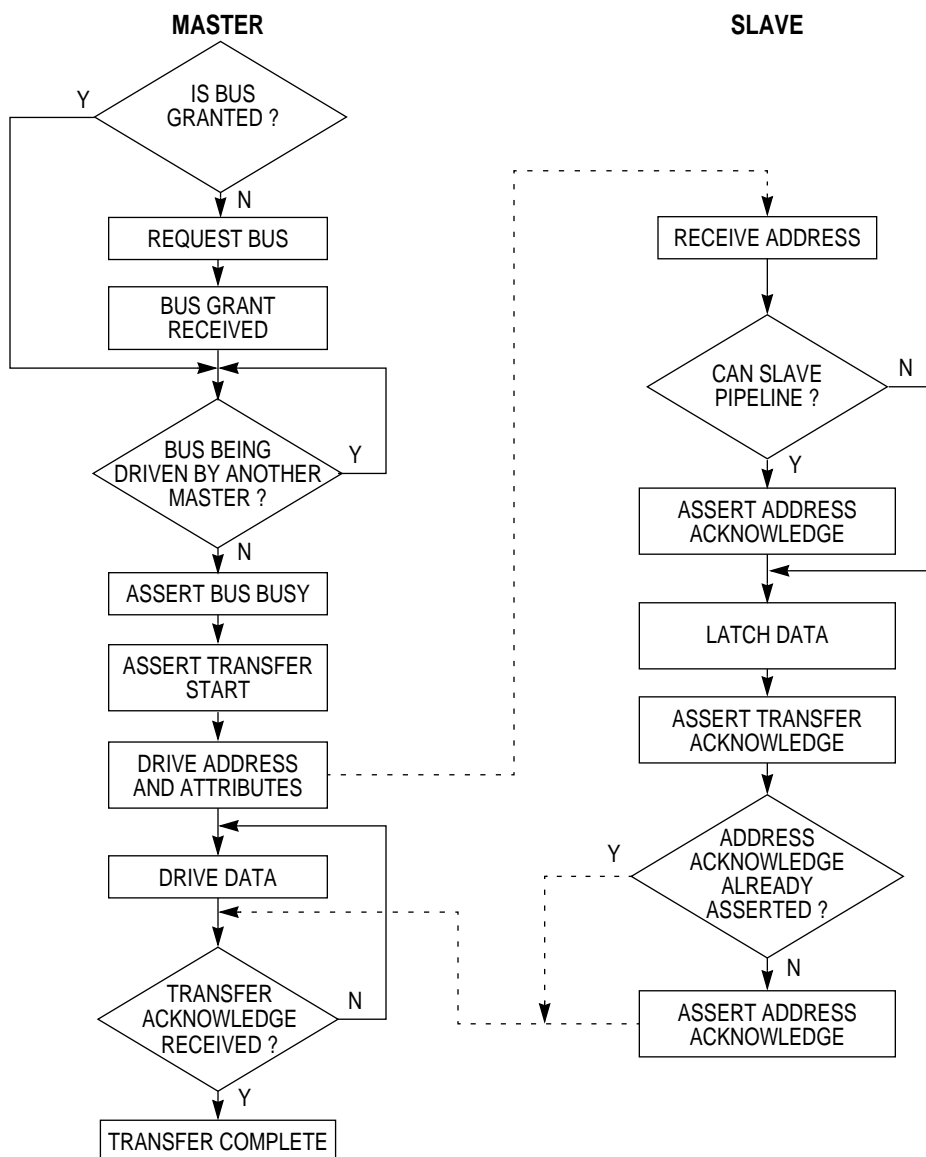 MASTER
IS BUS
GRANTED ?
Y
N
REQUEST BUS
BUS GRANT
RECEIVED
BUS BEING
DRIVEN BY ANOTHER
MASTER ?
Y
N
ASSERT BUS BUSY
ASSERT TRANSFER
START
DRIVE ADDRESS
AND ATTRIBUTES
DRIVE DATA
TRANSFER
ACKNOWLEDGE
RECEIVED ?
N
Y
TRANSFER COMPLETE
SLAVE
RECEIVE ADDRESS
CAN SLAVE
PIPELINE ?
N
Y
ASSERT ADDRESS
ACKNOWLEDGE
LATCH DATA
ASSERT TRANSFER
ACKNOWLEDGE
ADDRESS
ACKNOWLEDGE
ALREADY
ASSERTED ?
Y
N
ASSERT ADDRESS
ACKNOWLEDGE